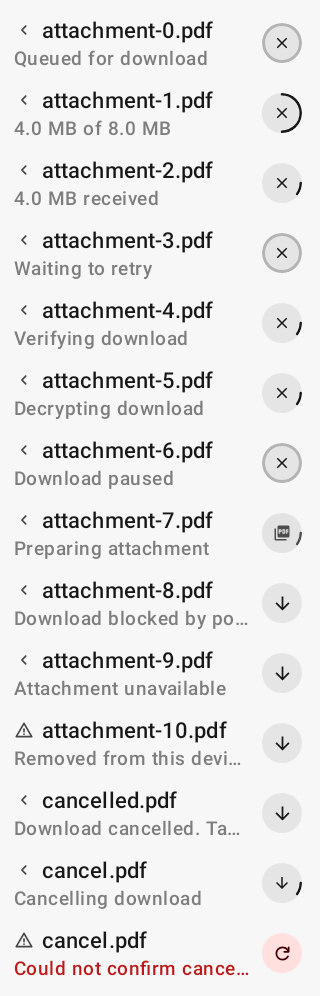 attachment-0.pdf
Queued for download
attachment-1.pdf
4.0 MB of 8.0 MB
attachment-2.pdf
4.0 MB received
attachment-3.pdf
Waiting to retry
attachment-4.pdf
Verifying download
attachment-5.pdf
Decrypting download
attachment-6.pdf
Download paused
attachment-7.pdf
PDF
Preparing attachment
attachment-8.pdf
Download blocked by po…
attachment-9.pdf
Attachment unavailable
attachment-10.pdf
Removed from this devi…
cancelled.pdf
Download cancelled. Ta…
cancel.pdf
Cancelling download
cancel.pdf
Could not confirm cance…